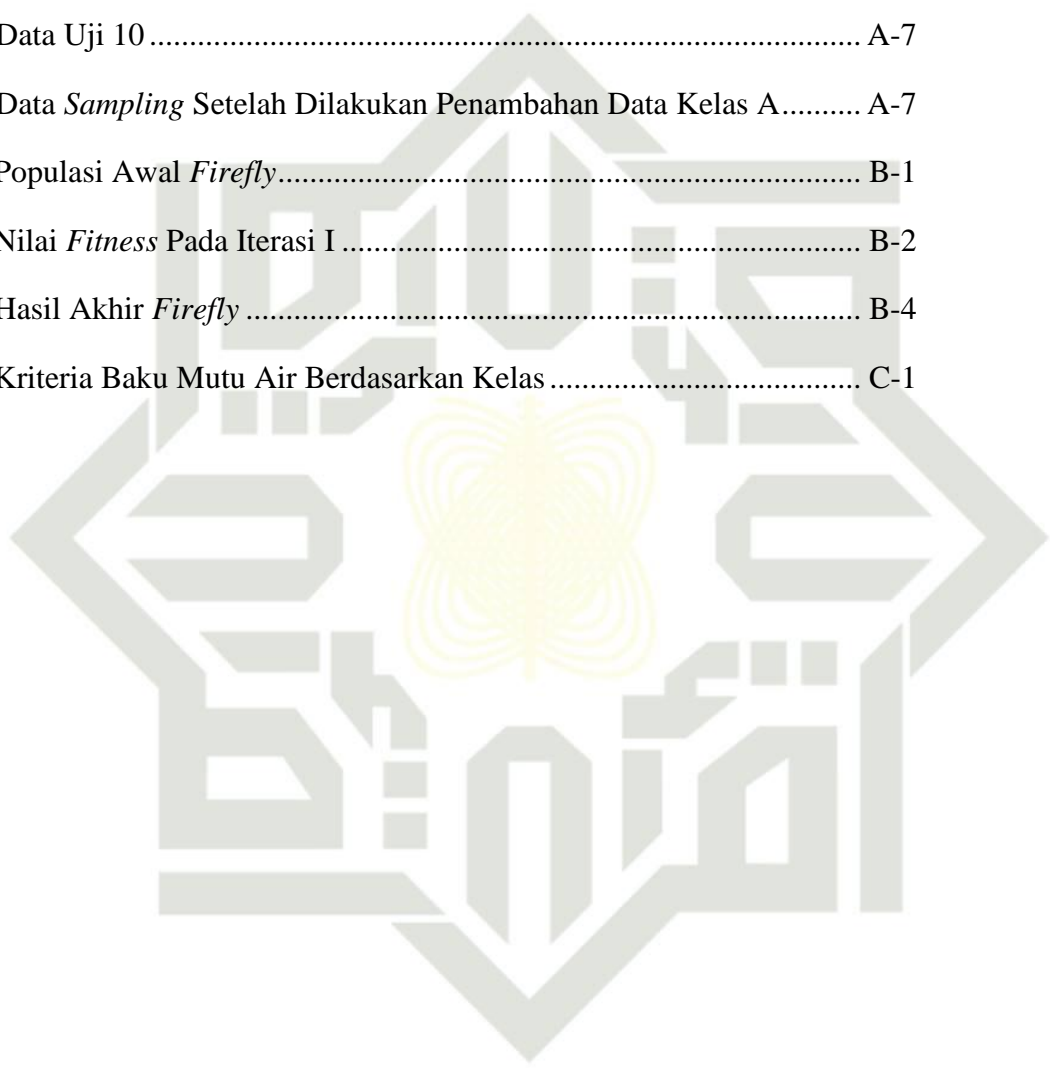 Data Uji 10......................................................................................... A-7
Data Sampling Setelah Dilakukan Penambahan Data Kelas A.......... A-7
Populasi Awal Firefly......................................................................... B-1
Nilai Fitness Pada Iterasi I ................................................................. B-2
Hasil Akhir Firefly ............................................................................. B-4
Kriteria Baku Mutu Air Berdasarkan Kelas ....................................... C-1